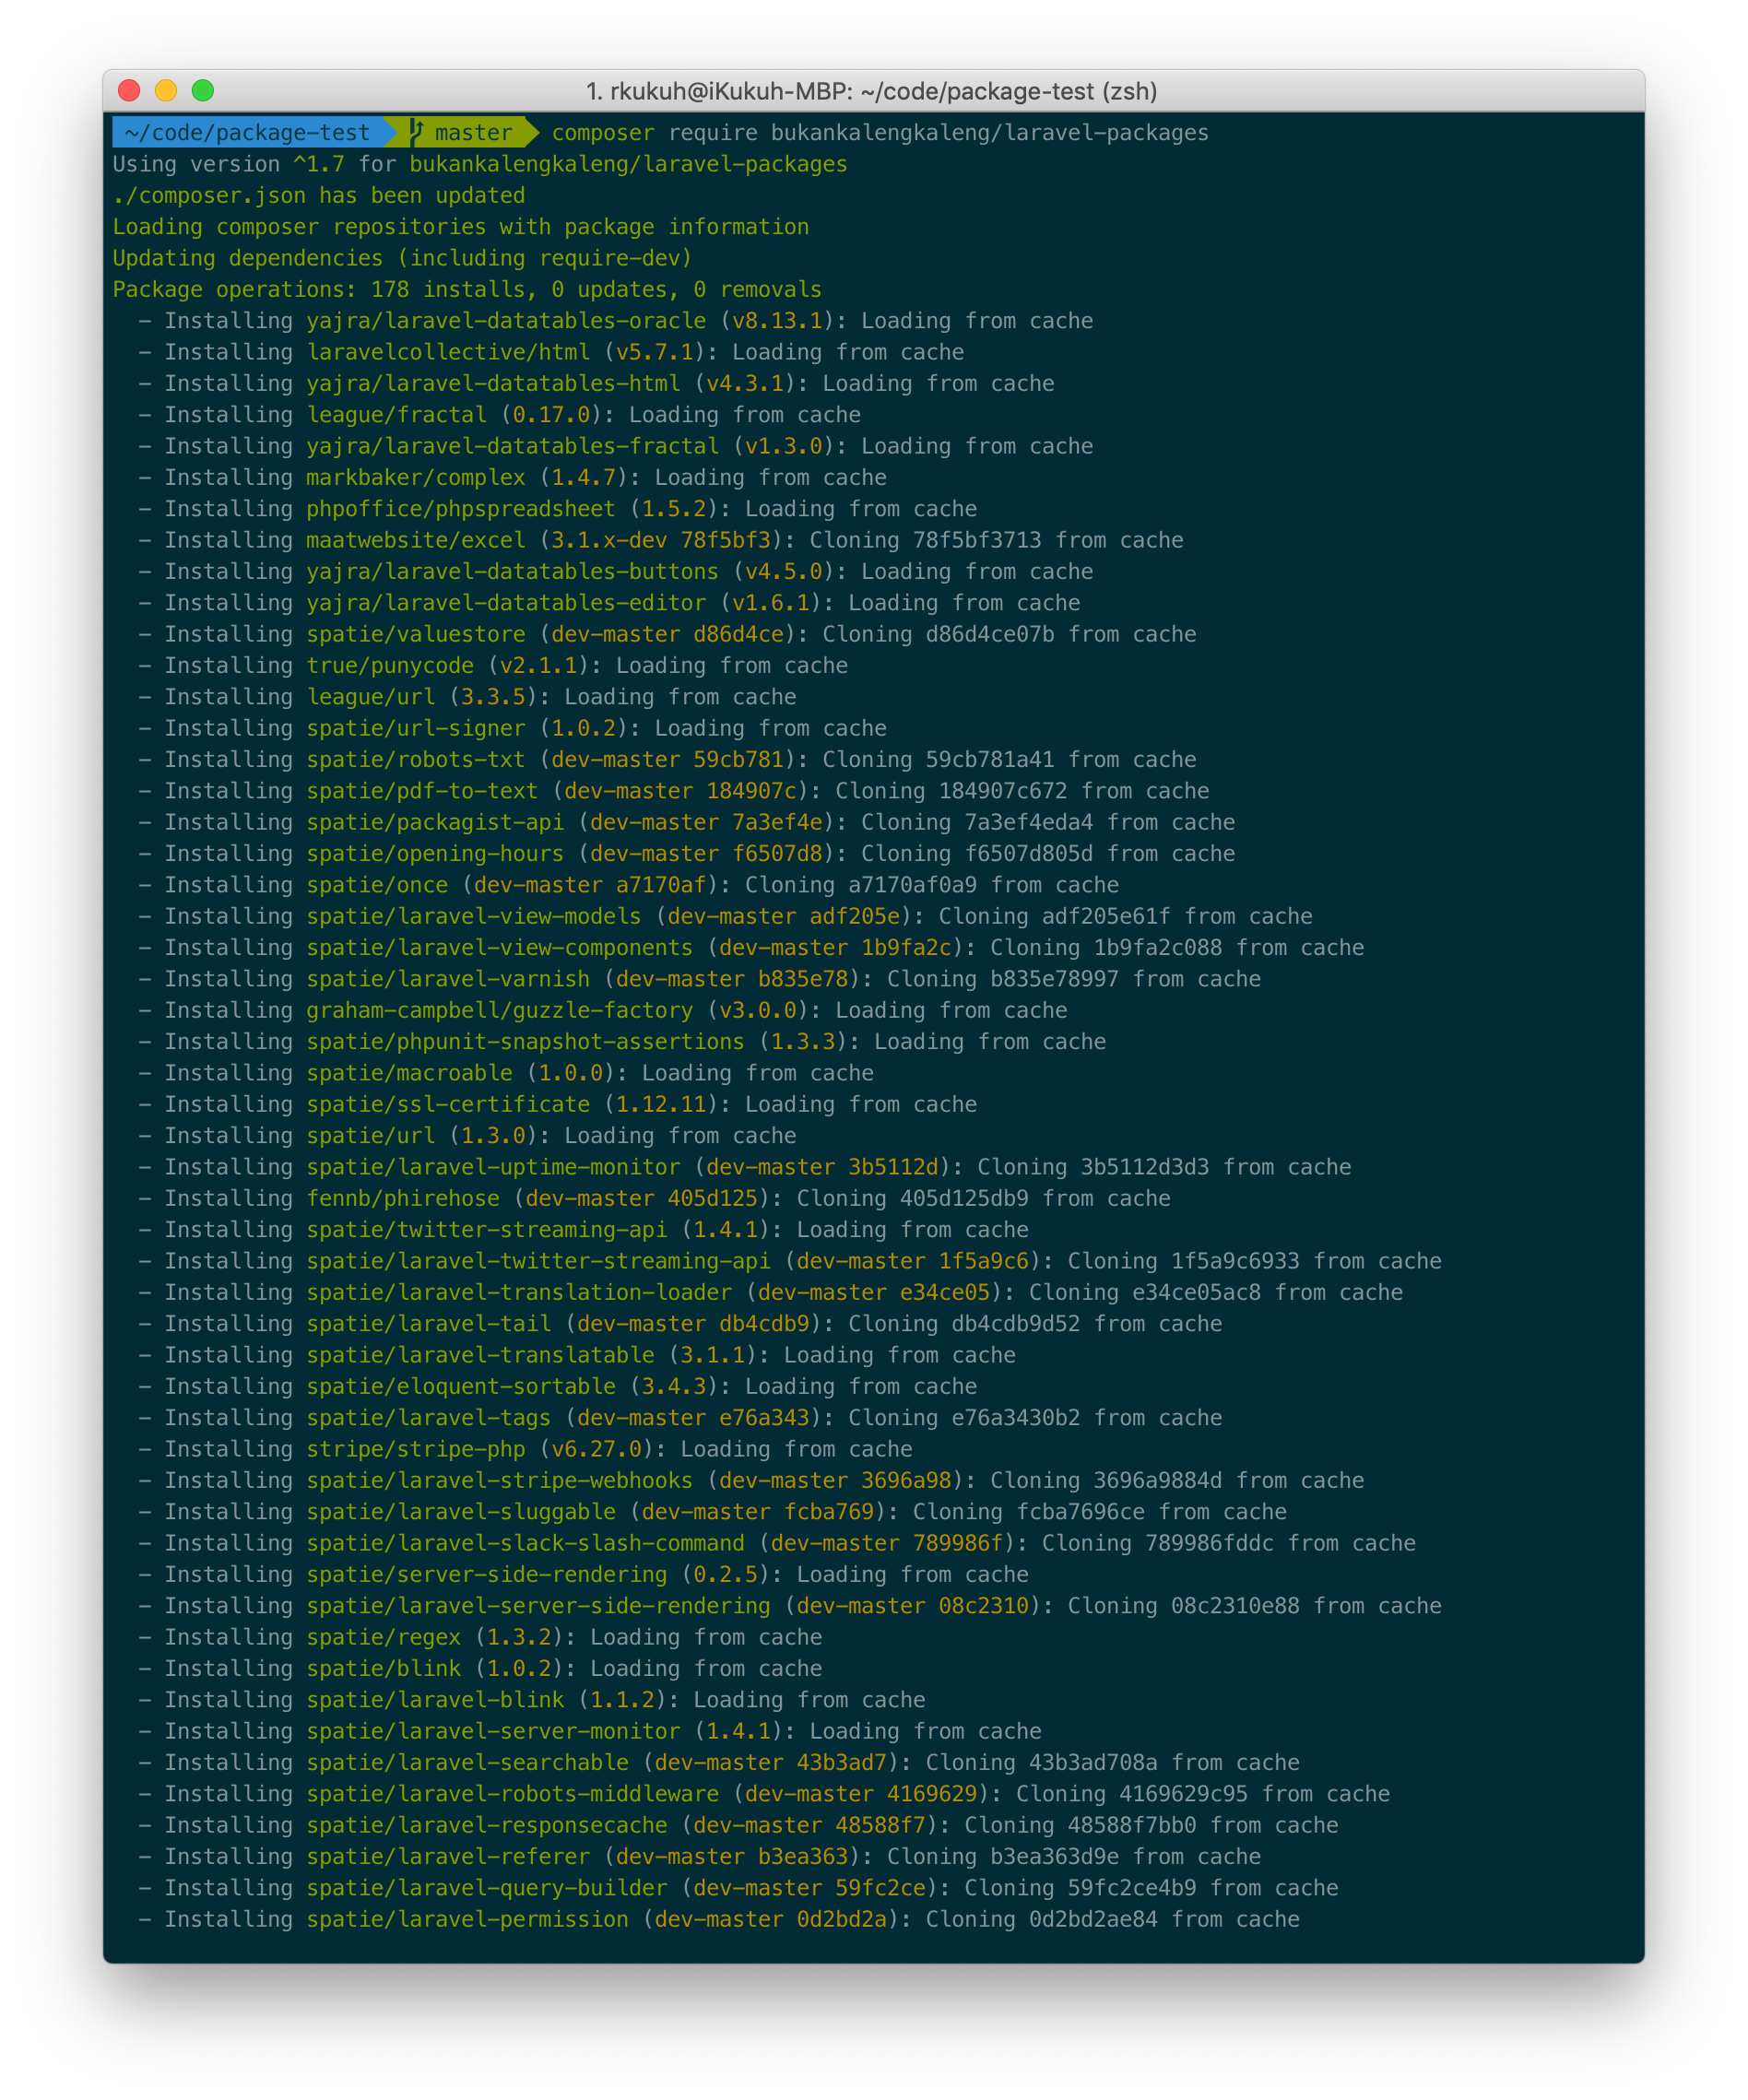 1. rkukuh@iKukuh-MBP: ~/code/package-test (zsh)
~/code/package-test master composer require bukankalengkaleng/laravel-packages
Using version ^1.7 for bukankalengkaleng/laravel-packages
./composer.json has been updated
Loading composer repositories with package information
Updating dependencies (including require-dev)
Package operations: 178 installs, 0 updates, 0 removals
- Installing yajra/laravel-datatables-oracle (v8.13.1): Loading from cache
- Installing laravelcollective/html (v5.7.1): Loading from cache
- Installing yajra/laravel-datatables-html (v4.3.1): Loading from cache
- Installing league/fractal (0.17.0): Loading from cache
- Installing yajra/laravel-datatables-fractal (v1.3.0): Loading from cache
- Installing markbaker/complex (1.4.7): Loading from cache
- Installing phpoffice/phpspreadsheet (1.5.2): Loading from cache
- Installing maatwebsite/excel (3.1.x-dev 78f5bf3): Cloning 78f5bf3713 from cache
- Installing yajra/laravel-datatables-buttons (v4.5.0): Loading from cache
- Installing yajra/laravel-datatables-editor (v1.6.1): Loading from cache
- Installing spatie/valuestore (dev-master d86d4ce): Cloning d86d4ce07b from cache
- Installing true/punycode (v2.1.1): Loading from cache
- Installing league/url (3.3.5): Loading from cache
- Installing spatie/url-signer (1.0.2): Loading from cache
- Installing spatie/robots-txt (dev-master 59cb781): Cloning 59cb781a41 from cache
- Installing spatie/pdf-to-text (dev-master 184907c): Cloning 184907c672 from cache
- Installing spatie/packagist-api (dev-master 7a3ef4e): Cloning 7a3ef4eda4 from cache
- Installing spatie/opening-hours (dev-master f6507d8): Cloning f6507d805d from cache
- Installing spatie/once (dev-master a7170af): Cloning a7170af0a9 from cache
- Installing spatie/laravel-view-models (dev-master adf205e): Cloning adf205e61f from cache
- Installing spatie/laravel-view-components (dev-master 1b9fa2c): Cloning 1b9fa2c088 from cache
- Installing spatie/laravel-varnish (dev-master b835e78): Cloning b835e78997 from cache
- Installing graham-campbell/guzzle-factory (v3.0.0): Loading from cache
- Installing spatie/phpunit-snapshot-assertions (1.3.3): Loading from cache
- Installing spatie/macroable (1.0.0): Loading from cache
- Installing spatie/ssl-certificate (1.12.11): Loading from cache
- Installing spatie/url (1.3.0): Loading from cache
- Installing spatie/laravel-uptime-monitor (dev-master 3b5112d): Cloning 3b5112d3d3 from cache
- Installing fennb/phirehose (dev-master 405d125): Cloning 405d125db9 from cache
- Installing spatie/twitter-streaming-api (1.4.1): Loading from cache
- Installing spatie/laravel-twitter-streaming-api (dev-master 1f5a9c6): Cloning 1f5a9c6933 from cache
- Installing spatie/laravel-translation-loader (dev-master e34ce05): Cloning e34ce05ac8 from cache
- Installing spatie/laravel-tail (dev-master db4cdb9): Cloning db4cdb9d52 from cache
- Installing spatie/laravel-translatable (3.1.1): Loading from cache
- Installing spatie/eloquent-sortable (3.4.3): Loading from cache
- Installing spatie/laravel-tags (dev-master e76a343): Cloning e76a3430b2 from cache
- Installing stripe/stripe-php (v6.27.0): Loading from cache
- Installing spatie/laravel-stripe-webhooks (dev-master 3696a98): Cloning 3696a9884d from cache
- Installing spatie/laravel-sluggable (dev-master fcba769): Cloning fcba7696ce from cache
- Installing spatie/laravel-slack-slash-command (dev-master 789986f): Cloning 789986fddc from cache
- Installing spatie/server-side-rendering (0.2.5): Loading from cache
- Installing spatie/laravel-server-side-rendering (dev-master 08c2310): Cloning 08c2310e88 from cache
- Installing spatie/regex (1.3.2): Loading from cache
- Installing spatie/blink (1.0.2): Loading from cache
- Installing spatie/laravel-blink (1.1.2): Loading from cache
- Installing spatie/laravel-server-monitor (1.4.1): Loading from cache
- Installing spatie/laravel-searchable (dev-master 43b3ad7): Cloning 43b3ad708a from cache
- Installing spatie/laravel-robots-middleware (dev-master 4169629): Cloning 4169629c95 from cache
- Installing spatie/laravel-responsecache (dev-master 48588f7): Cloning 48588f7bb0 from cache
- Installing spatie/laravel-referer (dev-master b3ea363): Cloning b3ea363d9e from cache
- Installing spatie/laravel-query-builder (dev-master 59fc2ce): Cloning 59fc2ce4b9 from cache
- Installing spatie/laravel-permission (dev-master 0d2bd2a): Cloning 0d2bd2ae84 from cache